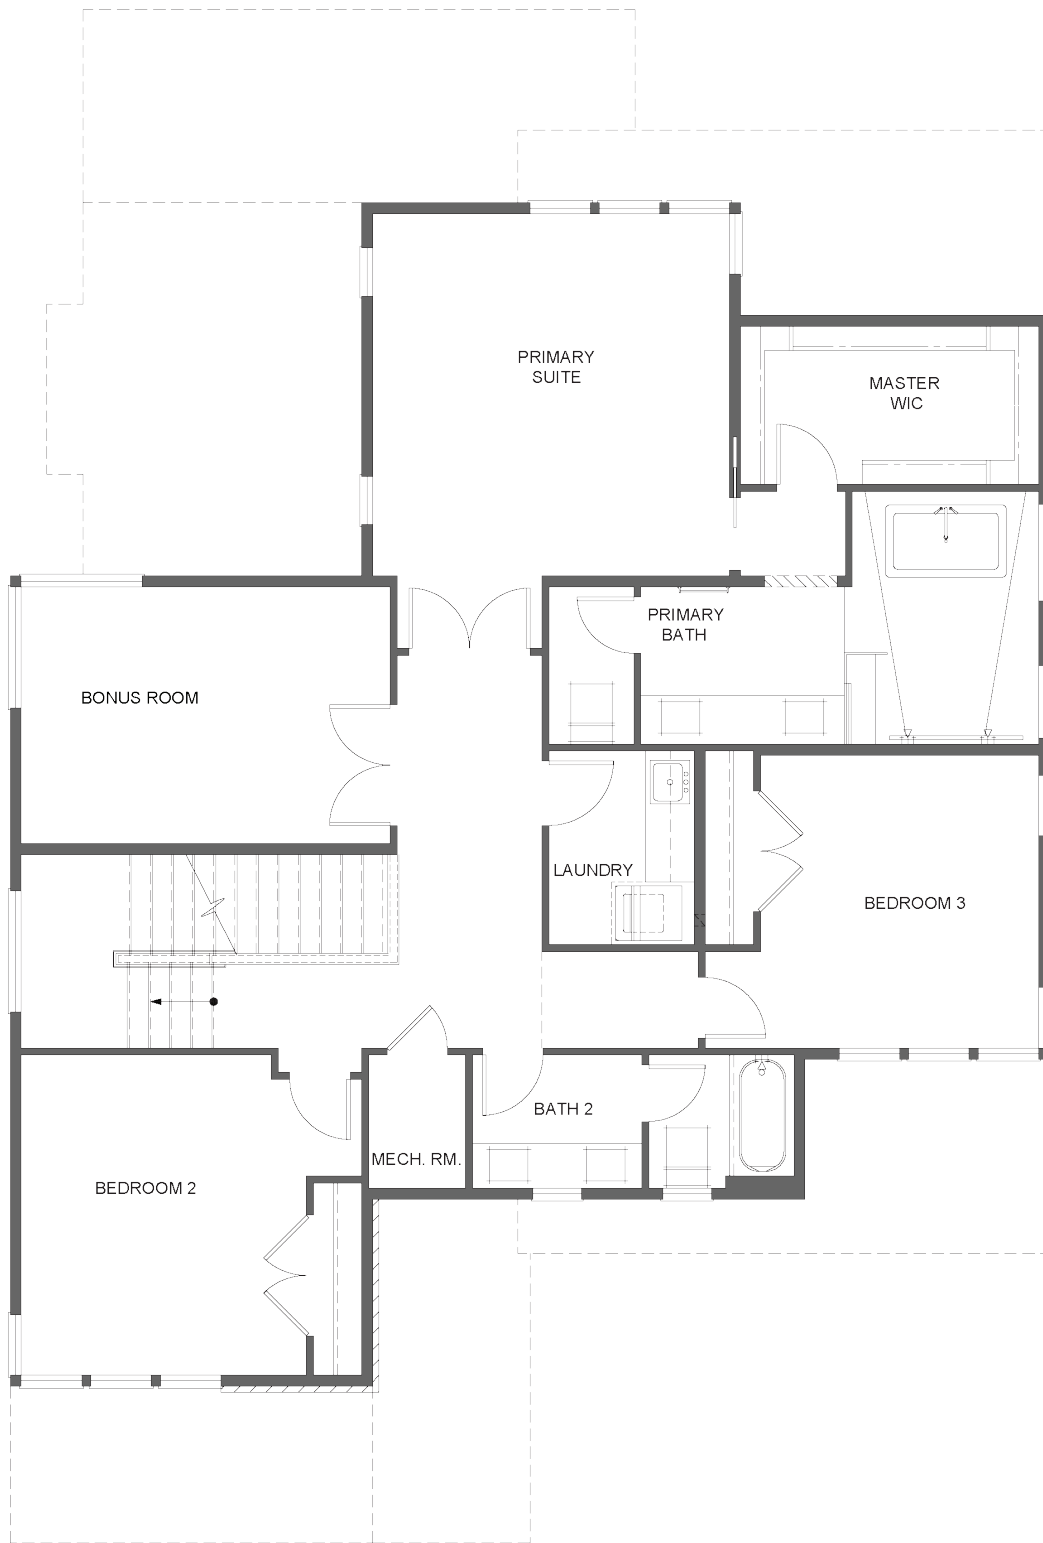 PRIMARY
SUITE
MASTER
WIC
PRIMARY
BATH
BONUS ROOM
LAUNDRY
BEDROOM 3
BATH 2
MECH. RM.
BEDROOM 2